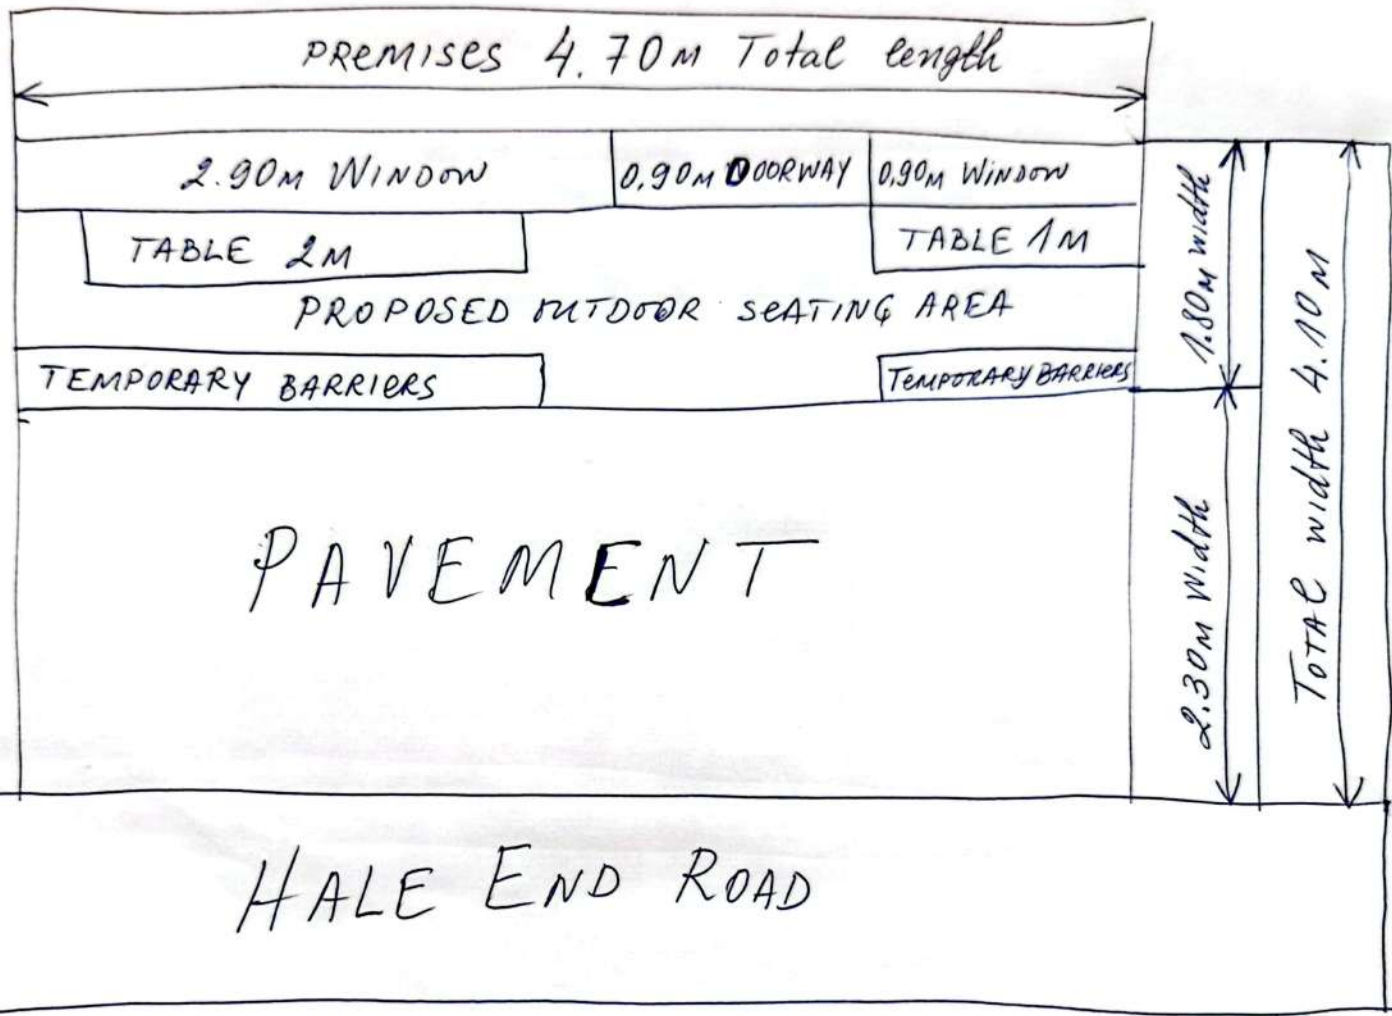 PREMISES 4.70M Total length
2.90M WINDOW
0.90M DOORWAY
0.90M WINDOW
TABLE 2M
TABLE 1M
PROPOSED OUTDOOR SEATING AREA
TEMPORARY BARRIERS
TEMPORARY BARRIERS
1.80M width
PAVEMENT
2.30M Width
TOTAL width 4.10M
HALE END ROAD